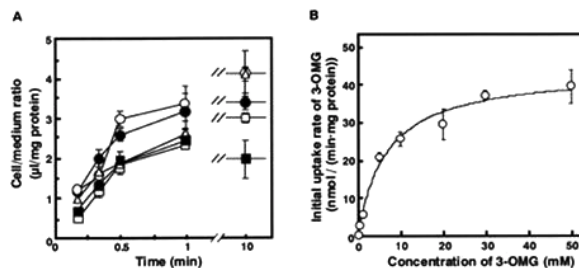 A
Cell/medium ratio
(µl/mg protein)
5
4
3
2
1
0
0
0.5
1
10
Time (min)
B
Initial uptake rate of 3-OMG
(nmol / (min·mg protein))
50
40
30
20
10
0
0
10
20
30
40
50
Concentration of 3-OMG (mM)